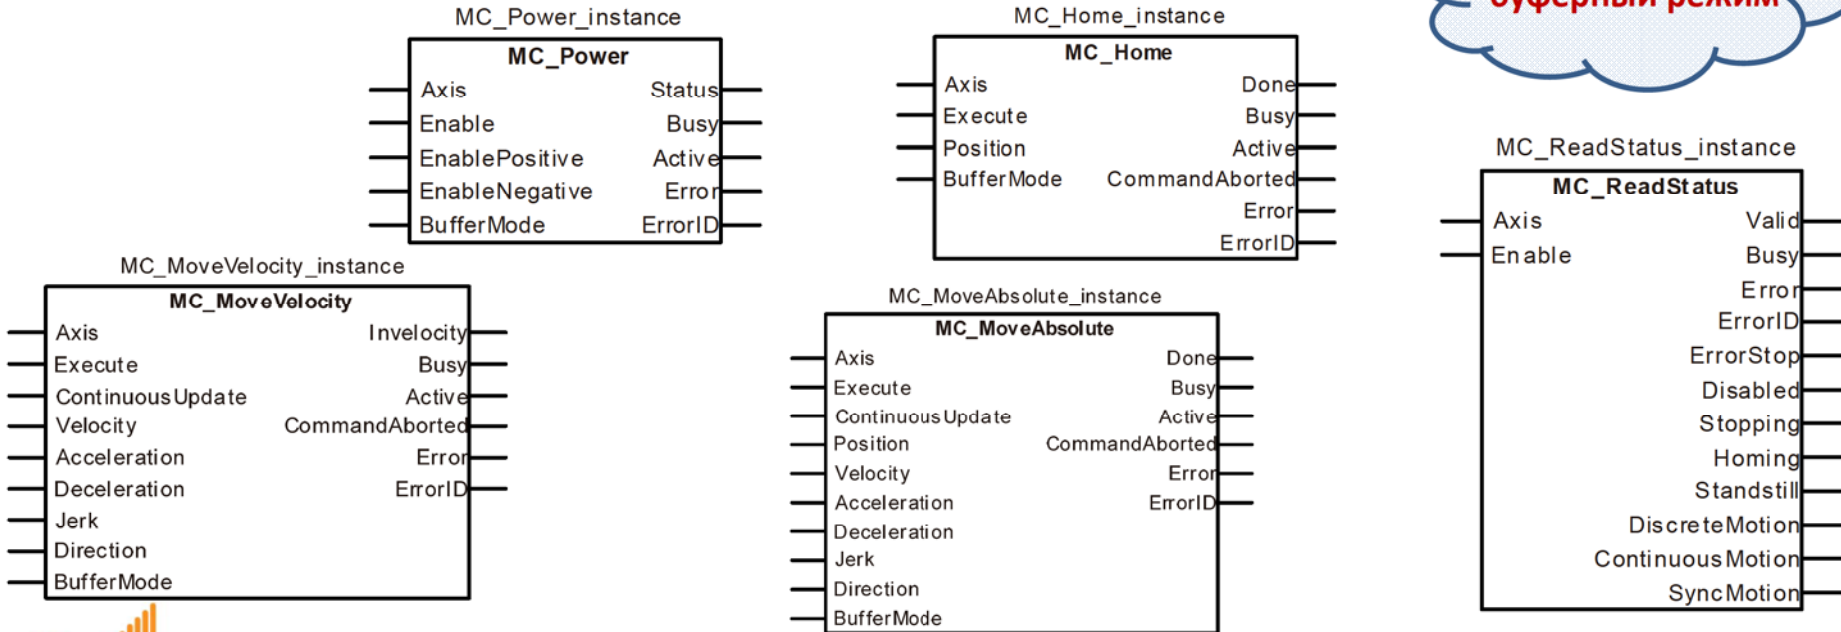 MC_Power_instance
MC_Power
Axis Status
Enable Busy
EnablePositive Active
EnableNegative Error
BufferMode ErrorID
MC_Home_instance
MC_Home
Axis Done
Execute Busy
Position Active
BufferMode CommandAborted
Error
ErrorID
буферный режим
MC_ReadStatus_instance
MC_ReadStatus
Axis Valid
Enable Busy
Error
ErrorID
ErrorStop
Disabled
Stopping
Homing
Standstill
DiscreteMotion
ContinuousMotion
SyncMotion
MC_MoveVelocity_instance
MC_MoveVelocity
Axis Invelocity
Execute Busy
ContinuousUpdate Active
Velocity CommandAborted
Acceleration Error
Deceleration ErrorID
Jerk
Direction
BufferMode
MC_MoveAbsolute_instance
MC_MoveAbsolute
Axis Done
Execute Busy
ContinuousUpdate Active
Position CommandAborted
Velocity Error
Acceleration ErrorID
Deceleration
Jerk
Direction
BufferMode